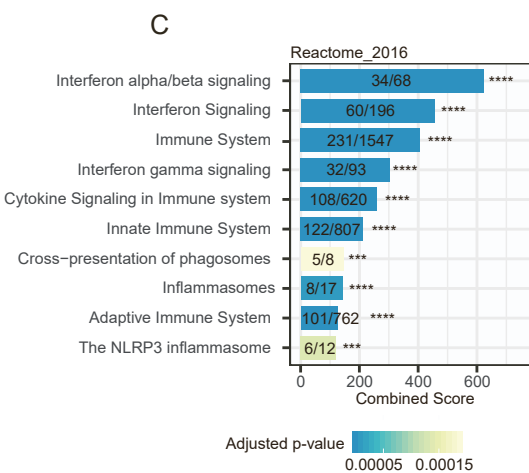 C
Reactome_2016
Interferon alpha/beta signaling 34/68 ****
Interferon Signaling 60/196 ****
Immune System 231/1547 ****
Interferon gamma signaling 32/93 ****
Cytokine Signaling in Immune system 108/620 ****
Innate Immune System 122/807 ****
Cross−presentation of phagosomes 5/8 ***
Inflammasomes 8/17 ****
Adaptive Immune System 101/762 ****
The NLRP3 inflammasome 6/12 ***
0 200 400 600
Combined Score
Adjusted p-value
0.00005 0.00015